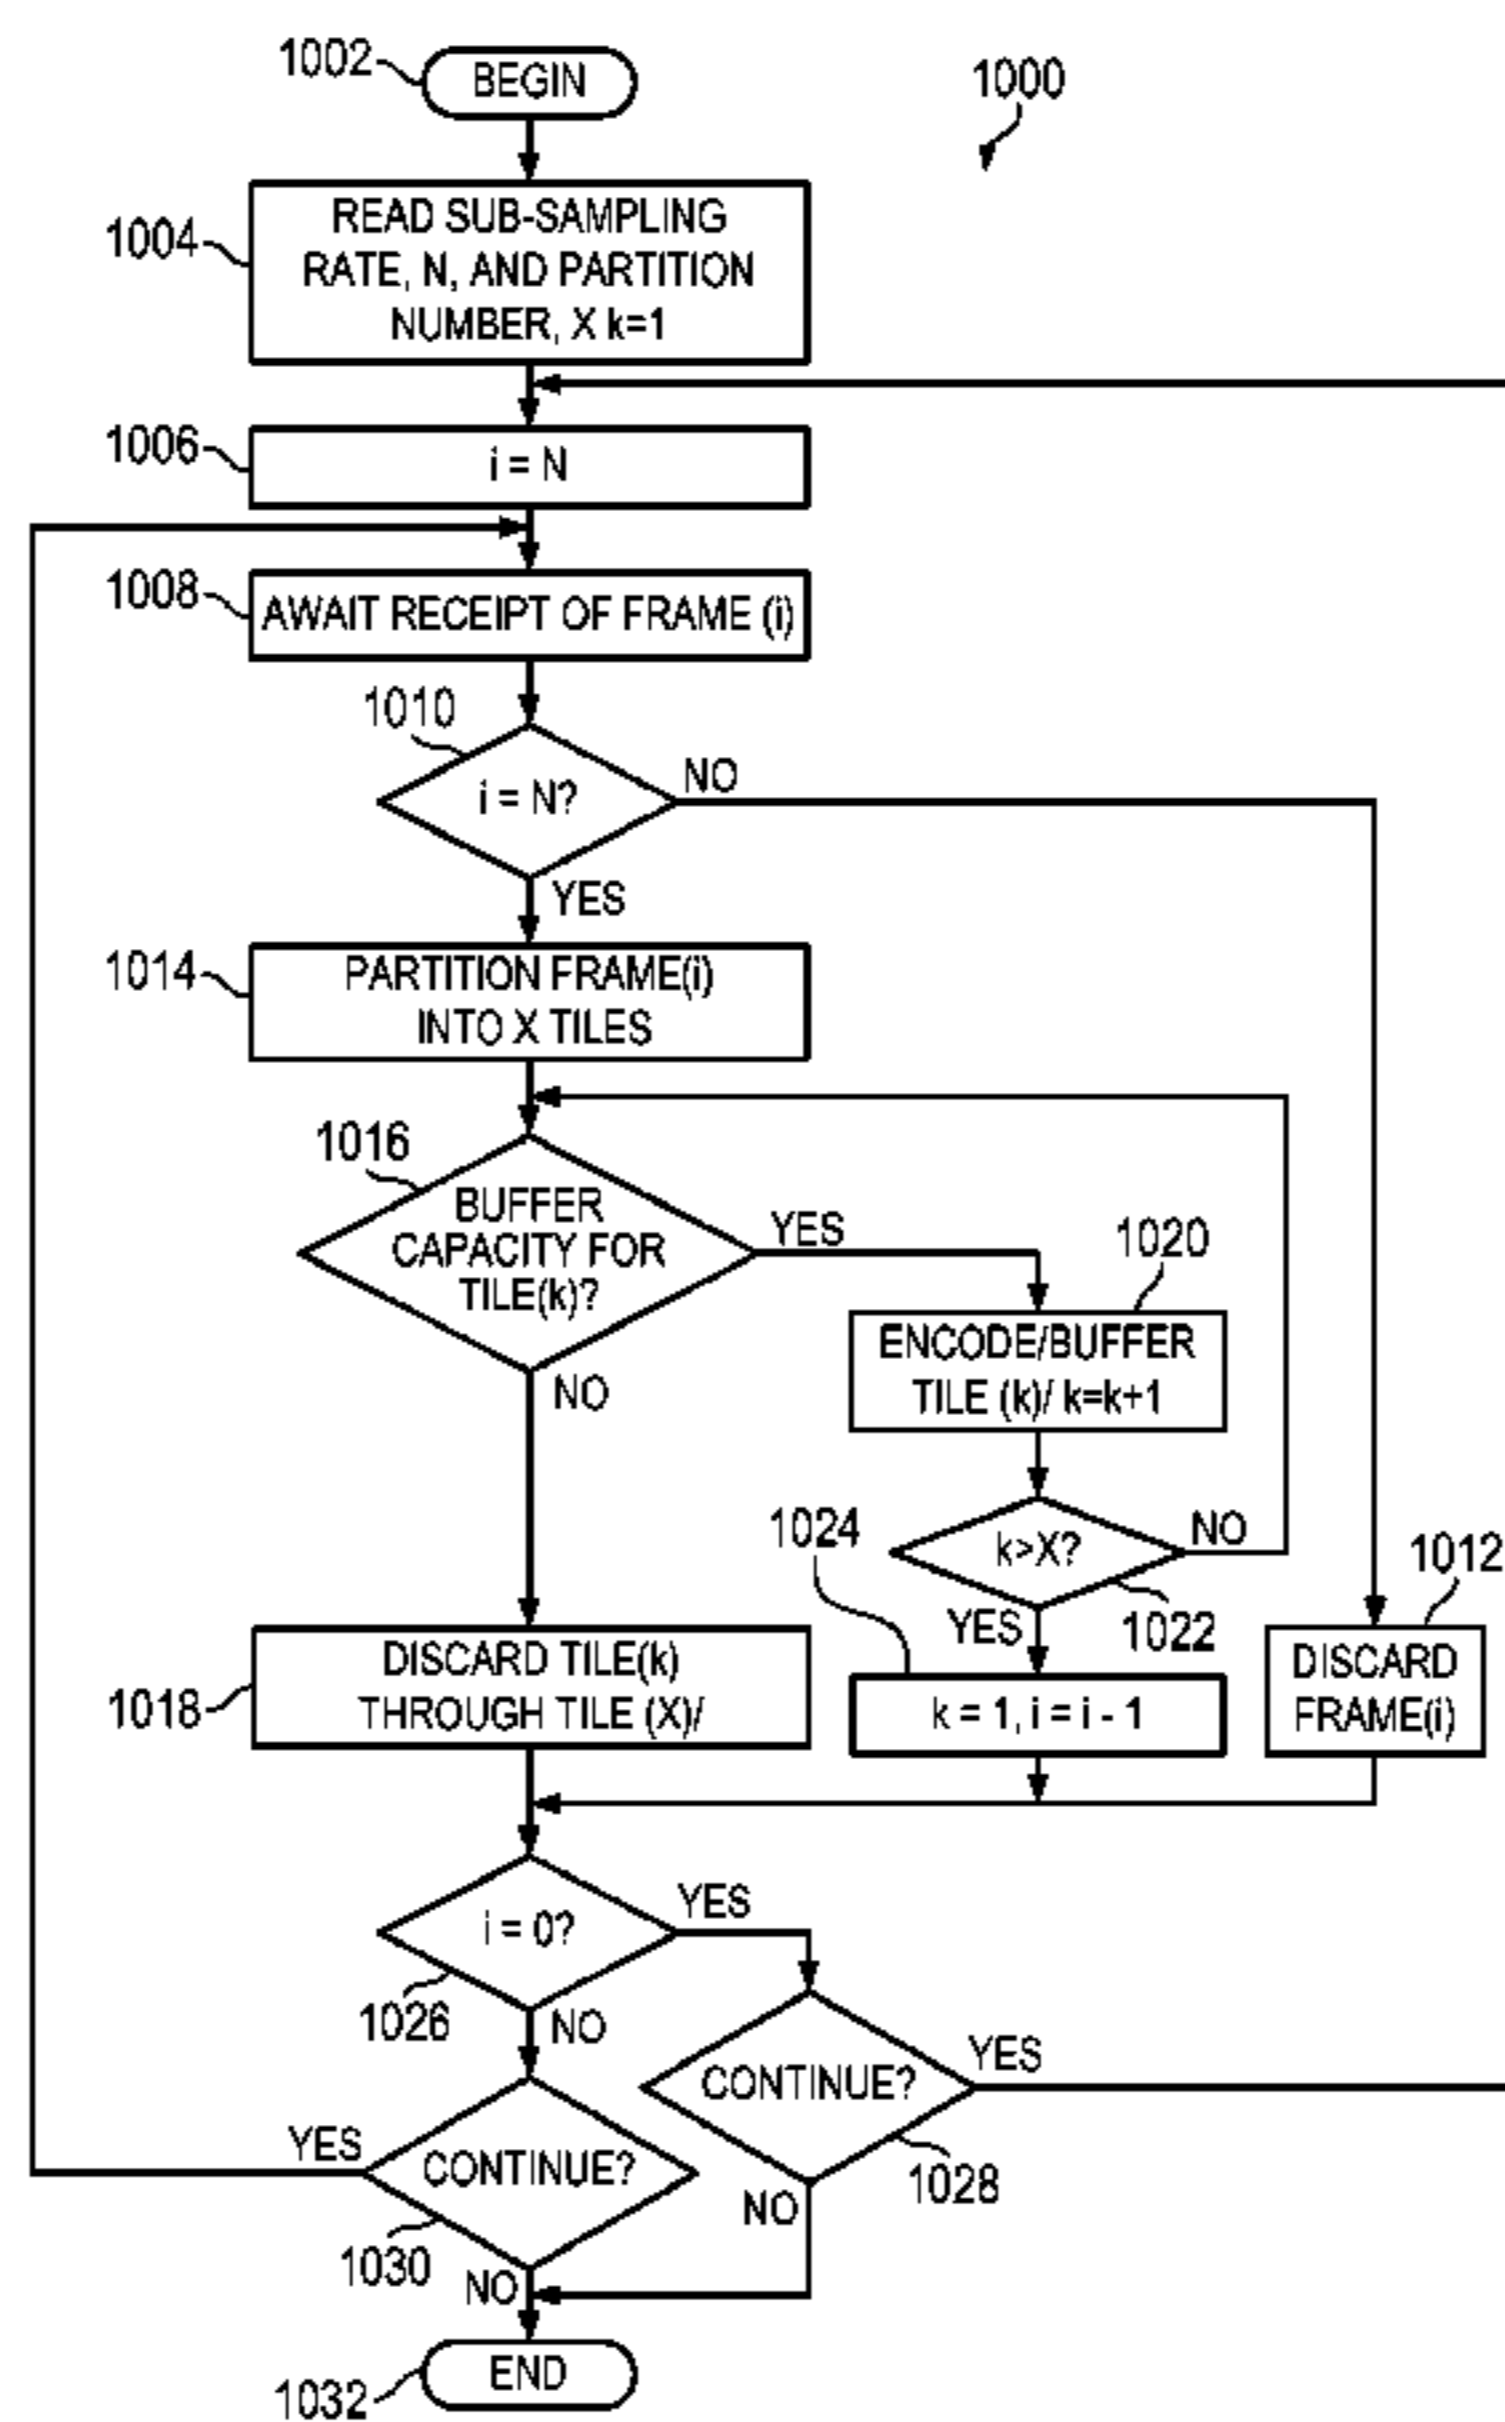 1002
BEGIN
1000
1004
READ SUB-SAMPLING
RATE, N, AND PARTITION
NUMBER, X k=1
1006
i = N
1008
AWAIT RECEIPT OF FRAME (i)
1010
i = N?
NO
YES
1014
PARTITION FRAME(i)
INTO X TILES
1016
BUFFER
CAPACITY FOR
TILE(k)?
YES
NO
1020
ENCODE/BUFFER
TILE (k)/ k=k+1
1024
k>X?
NO
YES
1022
1012
1018
DISCARD TILE(k)
THROUGH TILE (X)/
k = 1, i = i - 1
DISCARD
FRAME(i)
i = 0?
YES
1026
NO
CONTINUE?
YES
1028
NO
YES
CONTINUE?
1030
NO
END
1032